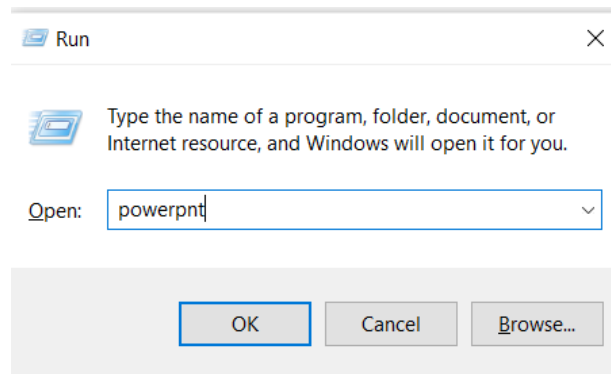 Run
Type the name of a program, folder, document, or
Internet resource, and Windows will open it for you.
Open: powerpnt
OK Cancel Browse...